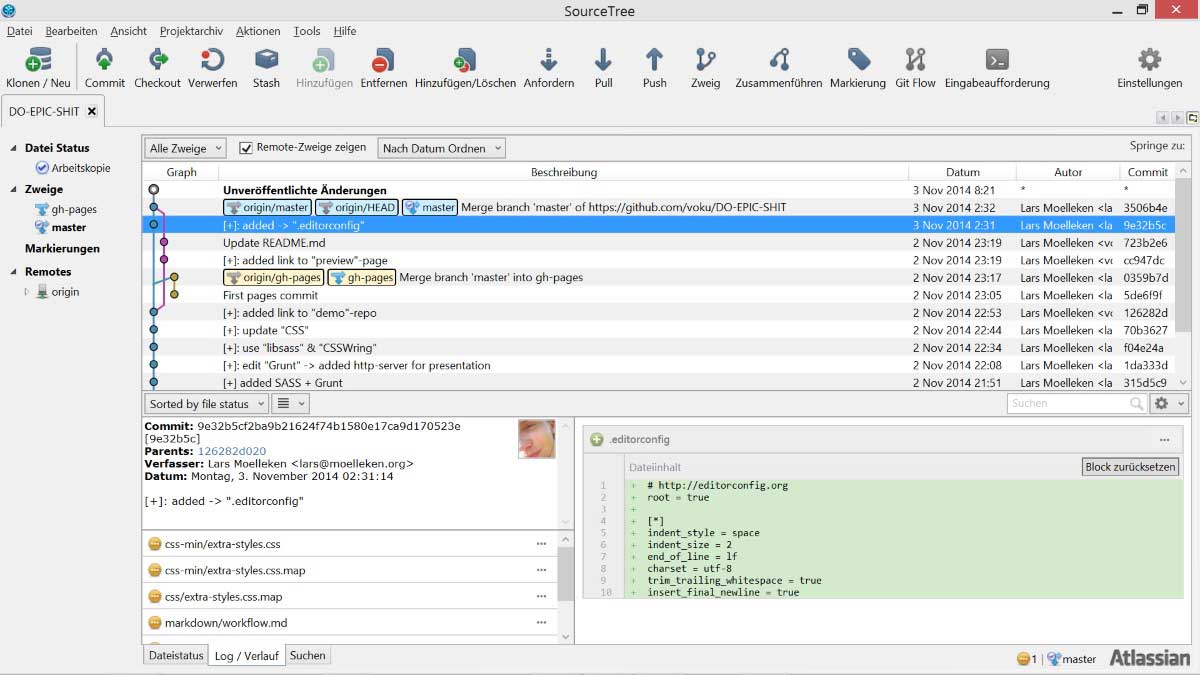 SourceTree
Datei Bearbeiten Ansicht Projektarchiv Aktionen Tools Hilfe
Klonen / Neu Commit Checkout Verwerfen Stash Hinzufügen Entfernen Hinzufügen/Löschen Anfordern Pull Push Zweig Zusammenführen Markierung Git Flow Eingabeaufforderung Einstellungen
DO-EPIC-SHIT
Datei Status
Arbeitskopie
Zweige
gh-pages
master
Markierungen
Remotes
origin
Alle Zweige Remote-Zweige zeigen Nach Datum Ordnen Springe zu:
Graph Beschreibung Datum Autor Commit
Unveröffentlichte Änderungen 3 Nov 2014 8:21 * *
origin/master origin/HEAD master Merge branch 'master' of https://github.com/voku/DO-EPIC-SHIT 3 Nov 2014 2:32 Lars Moelleken <la 3506b4e
[+]: added -> ".editorconfig" 3 Nov 2014 2:31 Lars Moelleken <la 9e32b5c
Update README.md 2 Nov 2014 23:19 Lars Moelleken <vo 723b2e6
[+]: added link to "preview"-page 2 Nov 2014 23:19 Lars Moelleken <vo cc947dc
origin/gh-pages gh-pages Merge branch 'master' into gh-pages 2 Nov 2014 23:17 Lars Moelleken <la 0359b7d
First pages commit 2 Nov 2014 23:05 Lars Moelleken <la 5de6f9f
[+]: added link to "demo"-repo 2 Nov 2014 22:53 Lars Moelleken <vo 126282d
[+]: update "CSS" 2 Nov 2014 22:44 Lars Moelleken <la 70b3627
[+]: use "libsass" & "CSSWring" 2 Nov 2014 22:34 Lars Moelleken <la f04e24a
[+]: edit "Grunt" -> added http-server for presentation 2 Nov 2014 22:08 Lars Moelleken <la 1da333d
[+] added SASS + Grunt 2 Nov 2014 21:51 Lars Moelleken <la 315d5c9
Sorted by file status Suchen
Commit: 9e32b5cf2ba9b21624f74b1580e17ca9d170523e
[9e32b5c]
Parents: 126282d020
Verfasser: Lars Moelleken <lars@moelleken.org>
Datum: Montag, 3. November 2014 02:31:14
[+]: added -> ".editorconfig"
css-min/extra-styles.css
css-min/extra-styles.css.map
css/extra-styles.css.map
markdown/workflow.md
.editorconfig
Dateiinhalt Block zurücksetzen
1 + # http://editorconfig.org
2 + root = true
3 +
4 + [*]
5 + indent_style = space
6 + indent_size = 2
7 + end_of_line = lf
8 + charset = utf-8
9 + trim_trailing_whitespace = true
10 + insert_final_newline = true
Dateistatus Log / Verlauf Suchen
1 master Atlassian